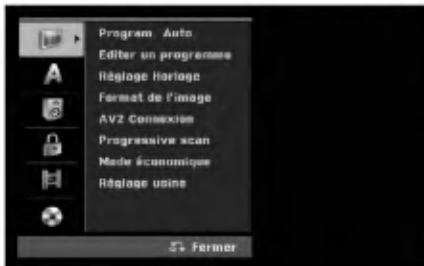 Program Auto
Editer un programme
A
Réglage Horloge
Format de l'image
AV2 Connexion
Progressive scan
Mode économique
Réglage usine
Fermer